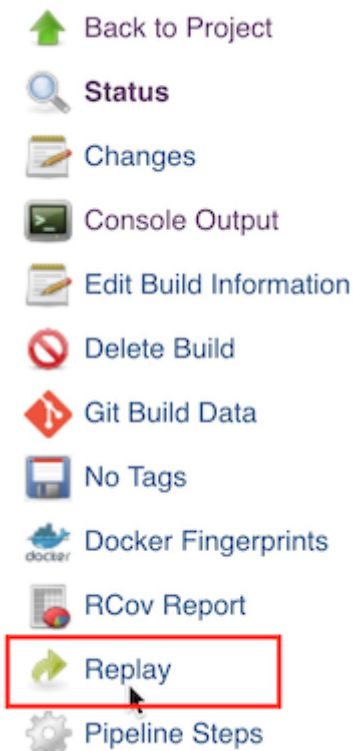 Back to Project
Status
Changes
Console Output
Edit Build Information
Delete Build
Git Build Data
No Tags
docker Docker Fingerprints
RCov Report
Replay
Pipeline Steps